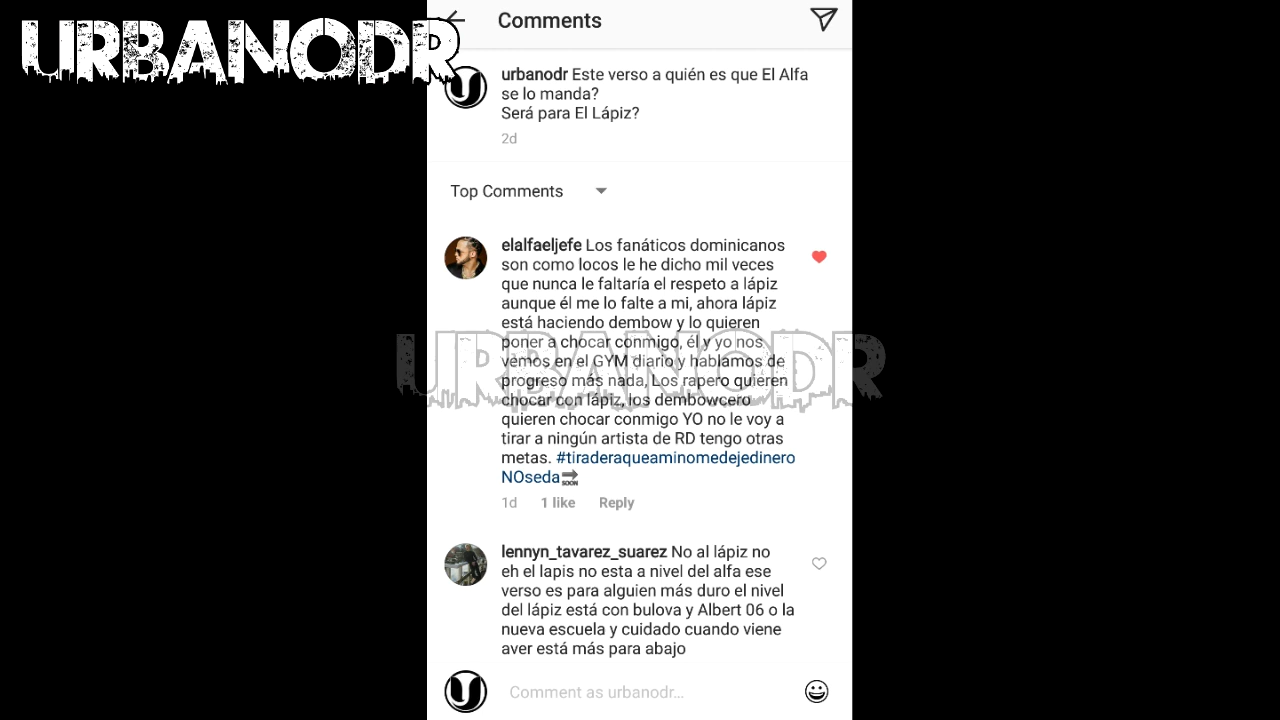 URBANODR
Comments
urbanodr Este verso a quién es que El Alfa
se lo manda?
Será para El Lápiz?
2d
Top Comments
elalfaeljefe Los fanáticos dominicanos
son como locos le he dicho mil veces
que nunca le faltaría el respeto a lápiz
aunque él me lo falte a mi, ahora lápiz
está haciendo dembow y lo quieren
poner a chocar conmigo, él y yo nos
vemos en el GYM diario y hablamos de
progreso más nada, Los rapero quieren
chocar con lápiz, los dembowcero
quieren chocar conmigo YO no le voy a
tirar a ningún artista de RD tengo otras
metas. #tiraderaqueaminomedejedinero
NOseda🔜
1d 1 like Reply
URBANODR
lennyn_tavarez_suarez No al lápiz no
eh el lapis no esta a nivel del alfa ese
verso es para alguien más duro el nivel
del lápiz está con bulova y Albert 06 o la
nueva escuela y cuidado cuando viene
aver está más para abajo
Comment as urbanodr...